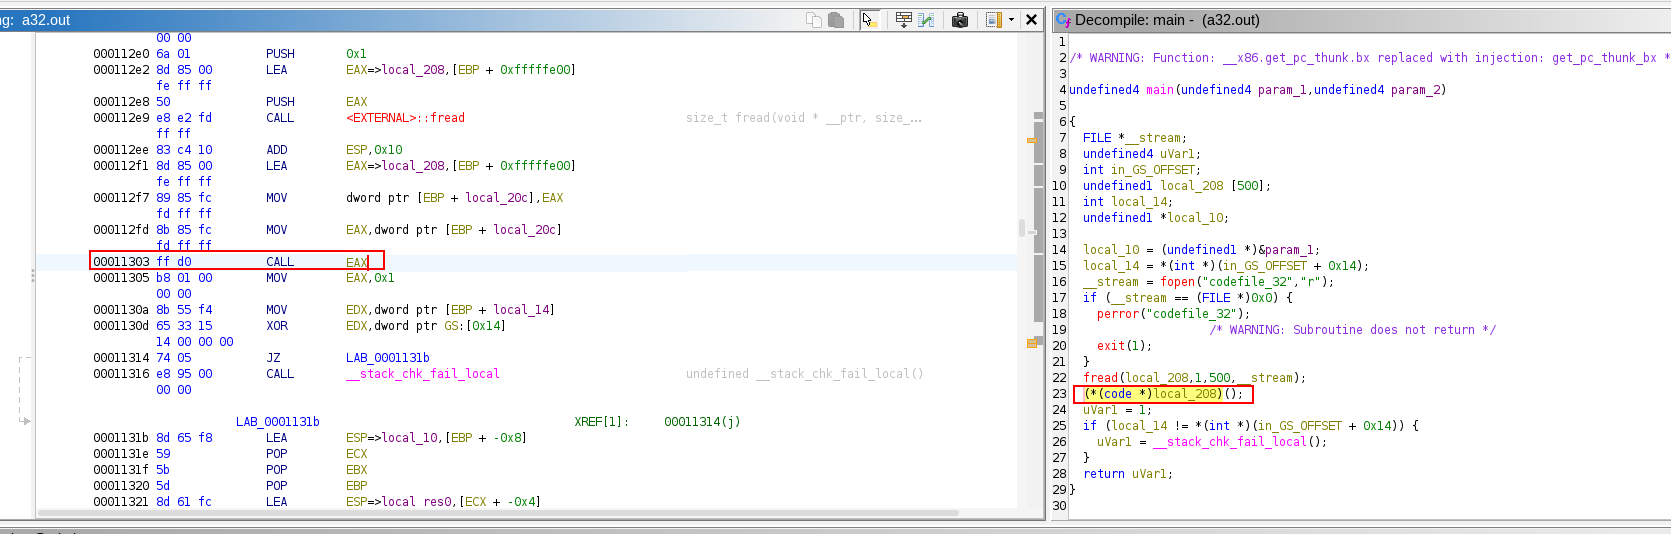 ng: a32.out
00 00
000112e0 6a 01 PUSH 0x1
000112e2 8d 85 00 LEA EAX=>local_208,[EBP + 0xfffffe00]
fe ff ff
000112e8 50 PUSH EAX
000112e9 e8 e2 fd CALL <EXTERNAL>::fread size_t fread(void * __ptr, size_...
ff ff
000112ee 83 c4 10 ADD ESP,0x10
000112f1 8d 85 00 LEA EAX=>local_208,[EBP + 0xfffffe00]
fe ff ff
000112f7 89 85 fc MOV dword ptr [EBP + local_20c],EAX
fd ff ff
000112fd 8b 85 fc MOV EAX,dword ptr [EBP + local_20c]
fd ff ff
00011303 ff d0 CALL EAX
00011305 b8 01 00 MOV EAX,0x1
00 00
0001130a 8b 55 f4 MOV EDX,dword ptr [EBP + local_14]
0001130d 65 33 15 XOR EDX,dword ptr GS:[0x14]
14 00 00 00
00011314 74 05 JZ LAB_0001131b
00011316 e8 95 00 CALL __stack_chk_fail_local undefined __stack_chk_fail_local()
00 00
LAB_0001131b XREF[1]: 00011314(j)
0001131b 8d 65 f8 LEA ESP=>local_10,[EBP + -0x8]
0001131e 59 POP ECX
0001131f 5b POP EBX
00011320 5d POP EBP
00011321 8d 61 fc LEA ESP=>local_res0,[ECX + -0x4]
Decompile: main - (a32.out)
1
2 /* WARNING: Function: __x86.get_pc_thunk.bx replaced with injection: get_pc_thunk_bx *
3
4 undefined4 main(undefined4 param_1,undefined4 param_2)
5
6 {
7 FILE *__stream;
8 undefined4 uVar1;
9 int in_GS_OFFSET;
10 undefined1 local_208 [500];
11 int local_14;
12 undefined1 *local_10;
13
14 local_10 = (undefined1 *)&param_1;
15 local_14 = *(int *)(in_GS_OFFSET + 0x14);
16 __stream = fopen("codefile_32","r");
17 if (__stream == (FILE *)0x0) {
18 perror("codefile_32");
19 /* WARNING: Subroutine does not return */
20 exit(1);
21 }
22 fread(local_208,1,500,__stream);
23 (*(code *)local_208)();
24 uVar1 = 1;
25 if (local_14 != *(int *)(in_GS_OFFSET + 0x14)) {
26 uVar1 = __stack_chk_fail_local();
27 }
28 return uVar1;
29 }
30